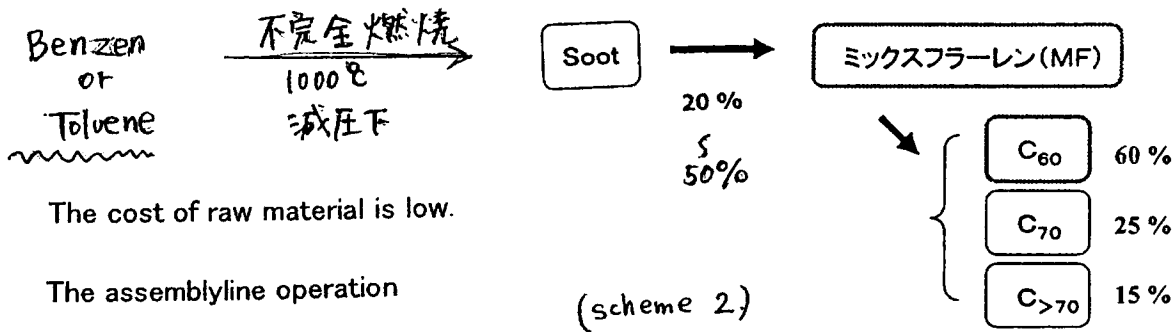 Benzen
or
Toluene
不完全燃焼
1000℃
減圧下
Soot
20 %
S
50%
ミックスフラーレン(MF)
C60 60 %
C70 25 %
C>70 15 %
The cost of raw material is low.
The assemblyline operation
(scheme 2)